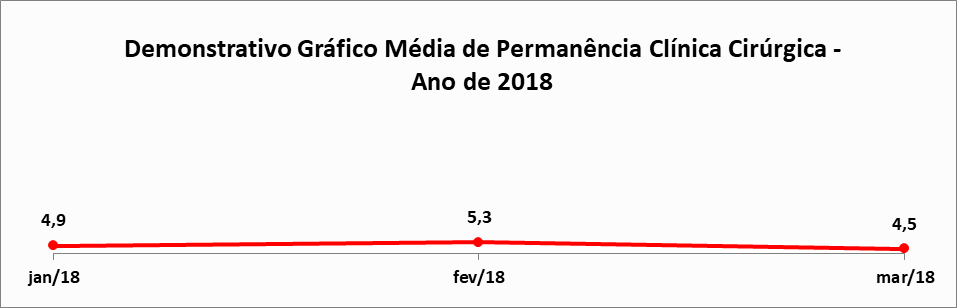 Demonstrativo Gráfico Média de Permanência Clínica Cirúrgica -
Ano de 2018
4,9
5,3
4,5
jan/18
fev/18
mar/18